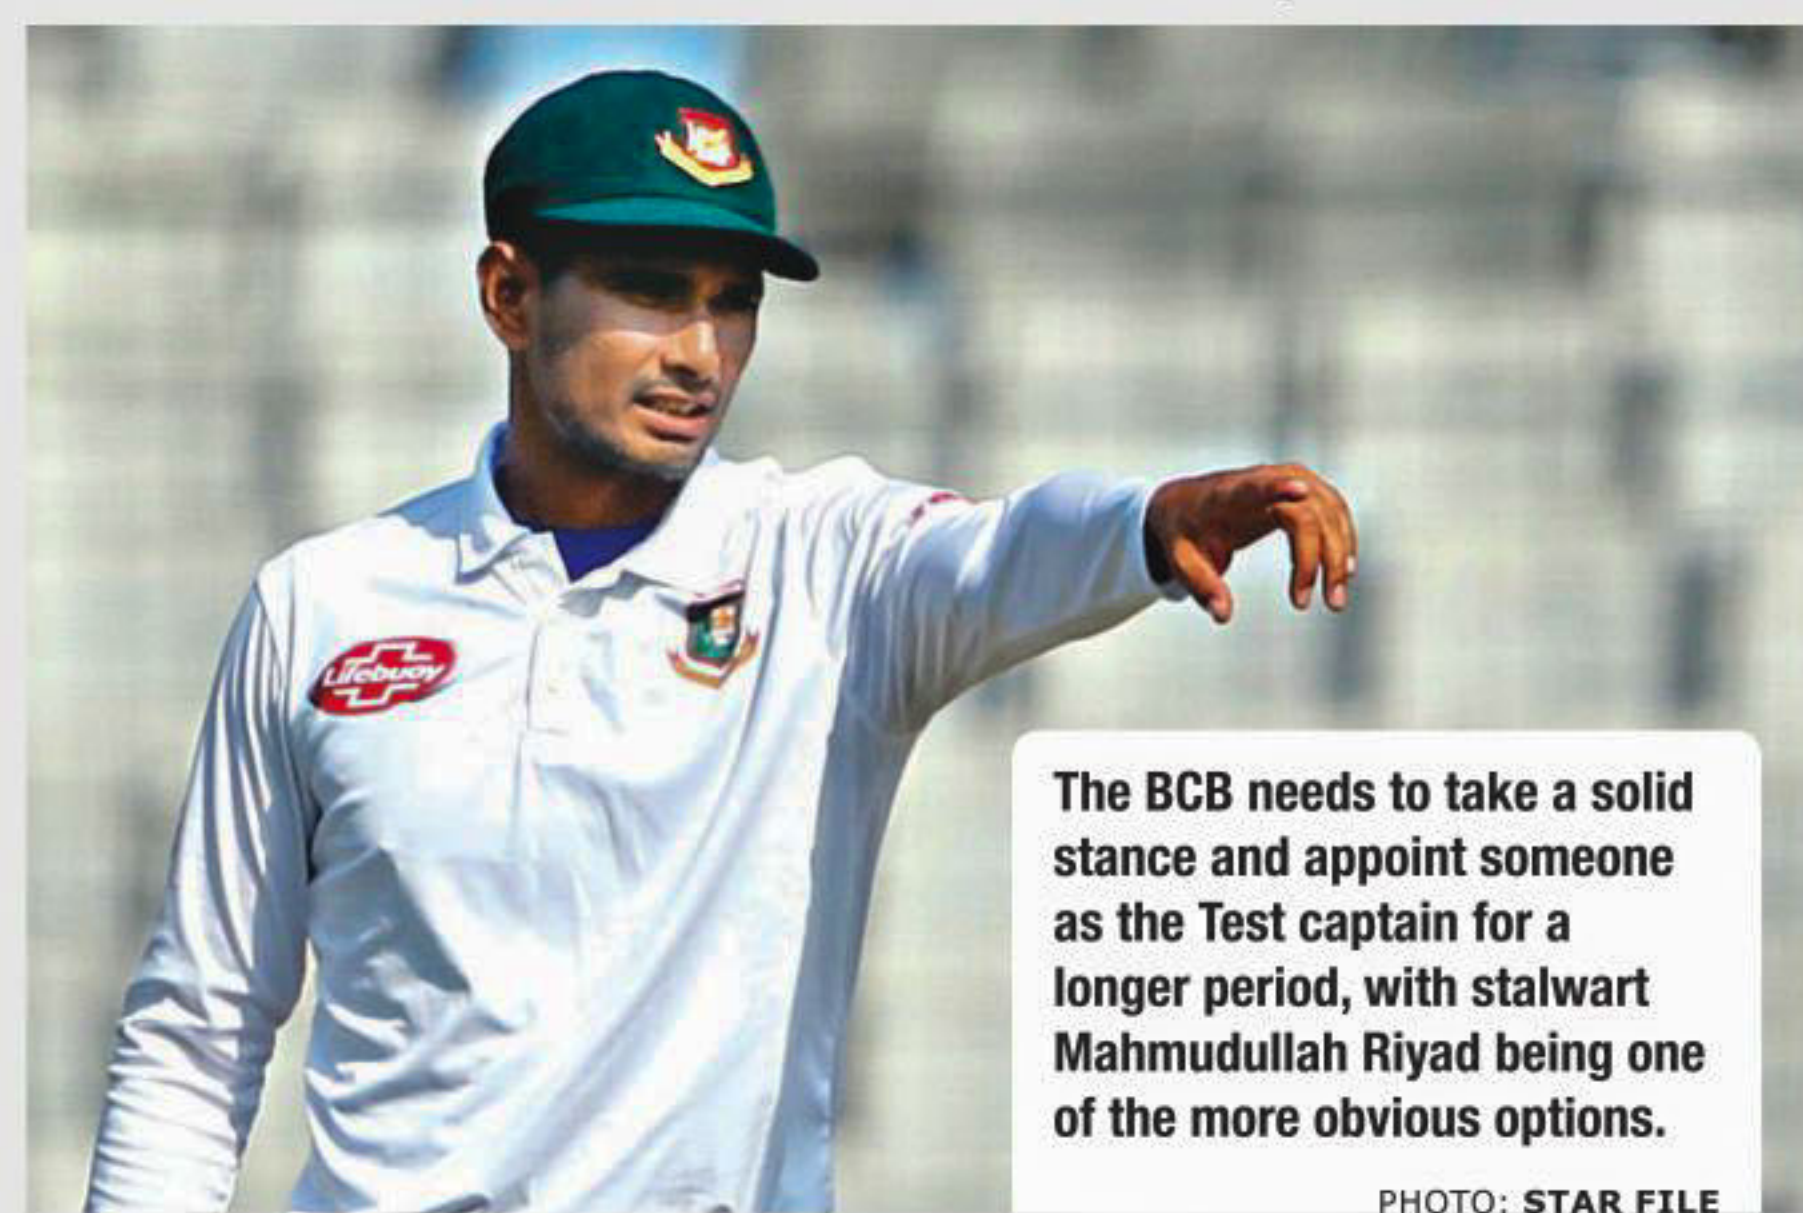 Lifebuoy
The BCB needs to take a solid
stance and appoint someone
as the Test captain for a
longer period, with stalwart
Mahmudullah Riyad being one
of the more obvious options.
PHOTO: STAR FILE